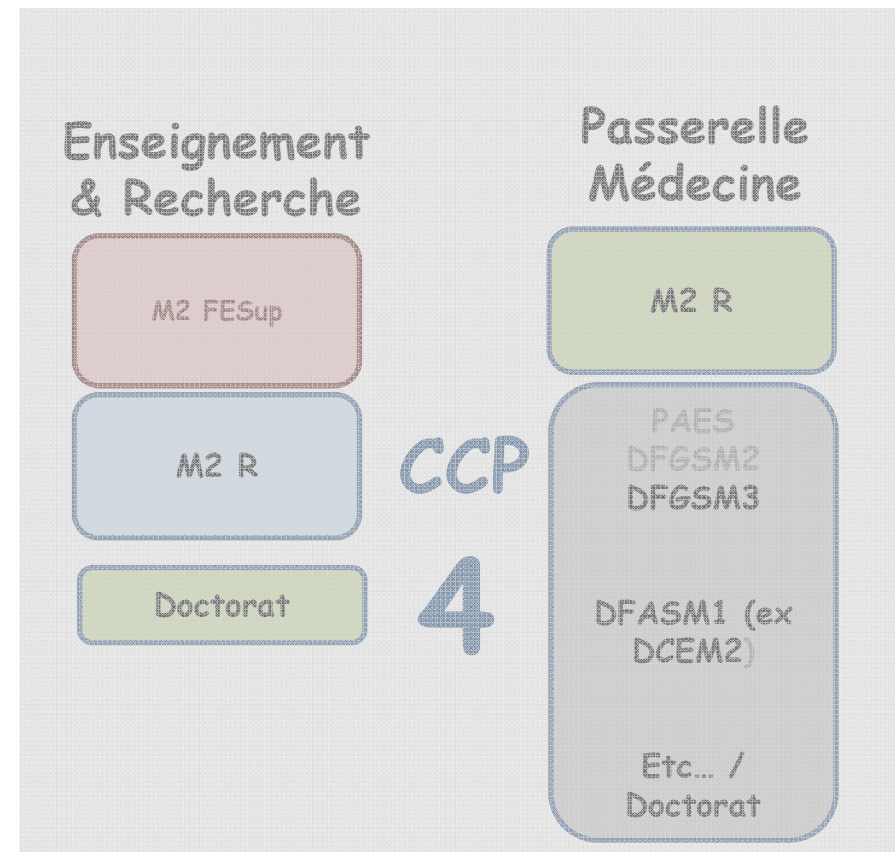 Enseignement
& Recherche
M2 FESup
M2 R
Doctorat
CCP
4
Passerelle
Médecine
M2 R
PAES
DFGSM2
DFGSM3
DFASM1 (ex
DCEM2)
Etc… /
Doctorat